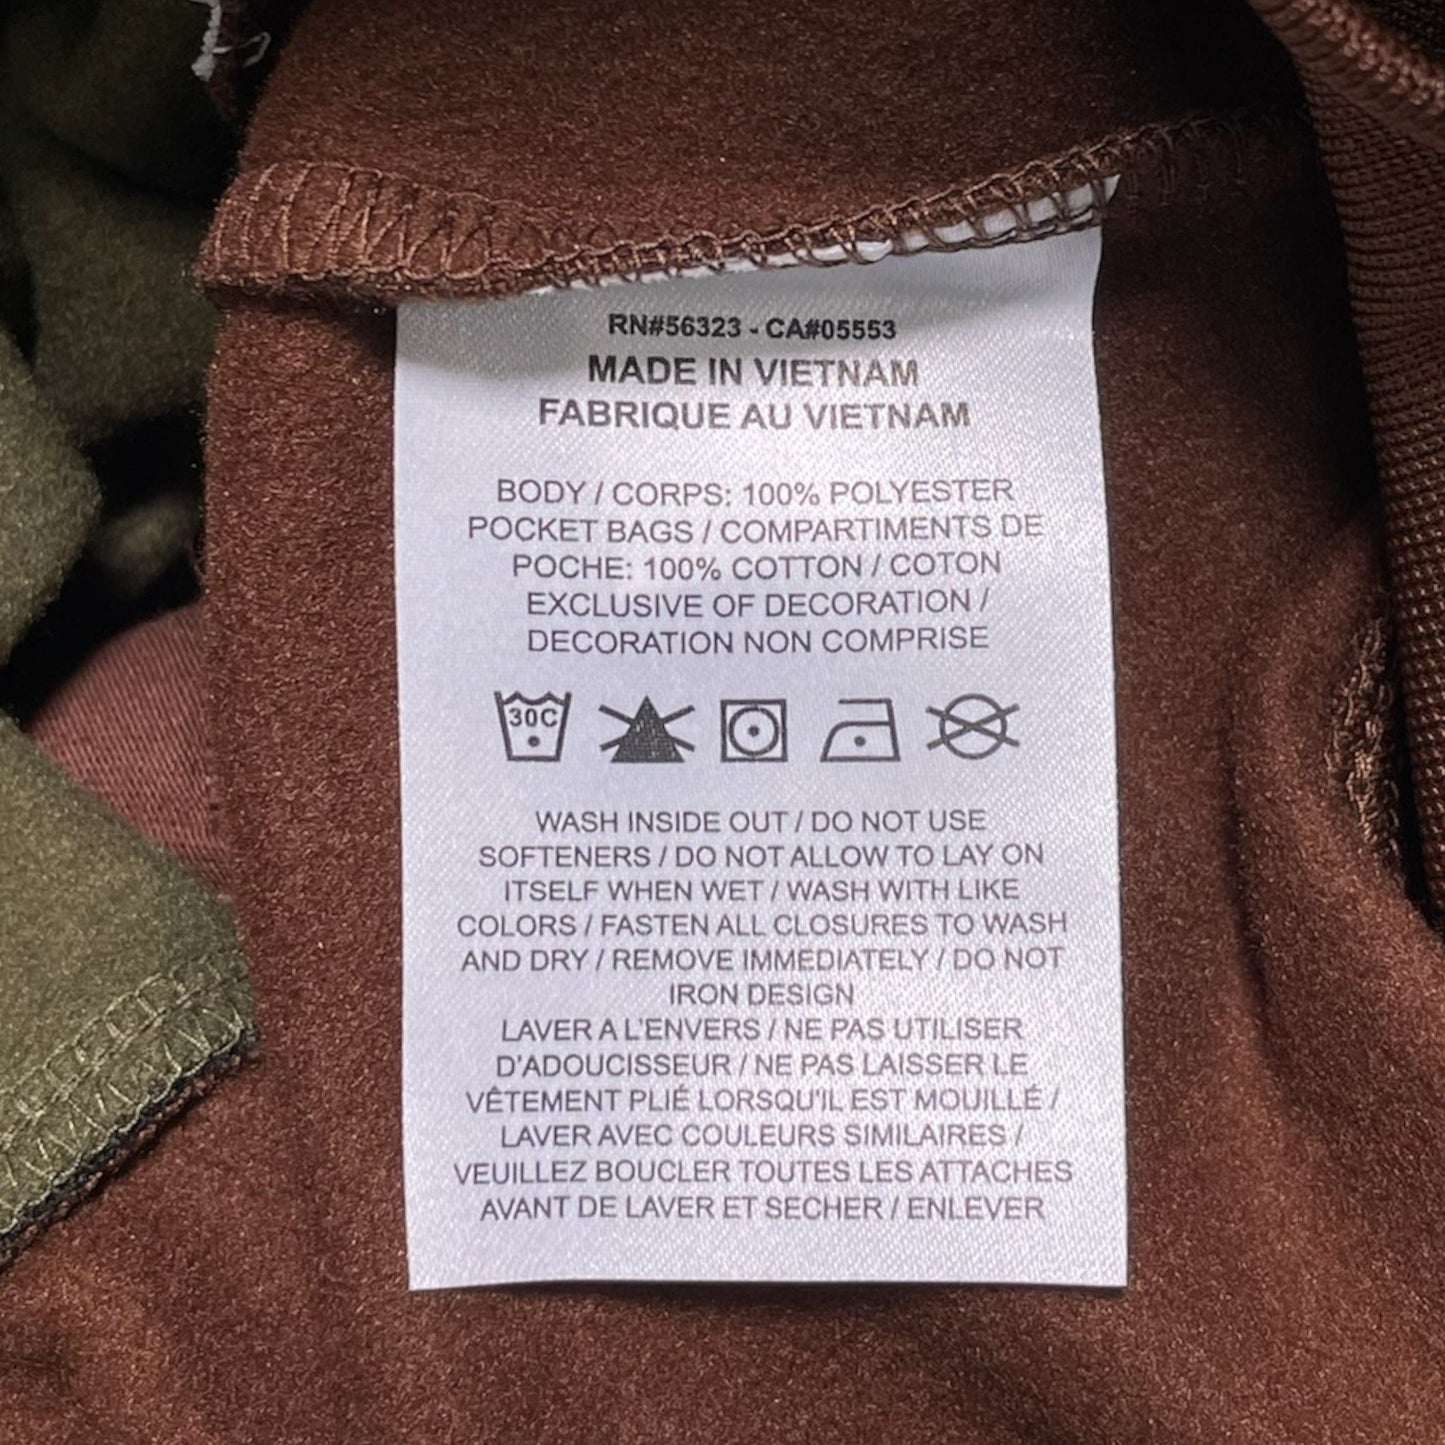 RN#56323 - CA#05553
MADE IN VIETNAM
FABRIQUE AU VIETNAM
BODY / CORPS: 100% POLYESTER
POCKET BAGS / COMPARTIMENTS DE
POCHE: 100% COTTON / COTON
EXCLUSIVE OF DECORATION /
DECORATION NON COMPRISE
30C
WASH INSIDE OUT / DO NOT USE
SOFTENERS / DO NOT ALLOW TO LAY ON
ITSELF WHEN WET / WASH WITH LIKE
COLORS / FASTEN ALL CLOSURES TO WASH
AND DRY / REMOVE IMMEDIATELY / DO NOT
IRON DESIGN
LAVER A L'ENVERS / NE PAS UTILISER
D'ADOUCISSEUR / NE PAS LAISSER LE
VÊTEMENT PLIÉ LORSQU'IL EST MOUILLÉ /
LAVER AVEC COULEURS SIMILAIRES /
VEUILLEZ BOUCLER TOUTES LES ATTACHES
AVANT DE LAVER ET SECHER / ENLEVER